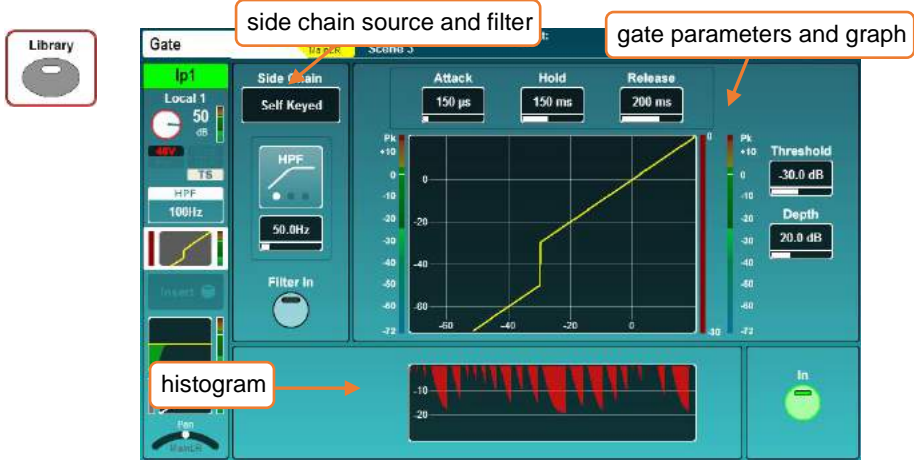 side chain source and filter
gate parameters and graph
Library
Gate
MainLR
Scene 3
Ip1
Local 1
50
dB
48V
TS
HPF
100Hz
Insert
Pan
MainLR
Side Chain
Self Keyed
HPF
50.0Hz
Filter In
Attack
Hold
Release
150 µs
150 ms
200 ms
Pk
+10
0
-10
-20
-30
-40
-50
-60
-72
0
-20
-40
-60
-60
-40
-20
0
0
-30
Pk
+10
0
-10
-20
-30
-40
-50
-60
-72
Threshold
-30.0 dB
Depth
20.0 dB
histogram
-10
-20
In